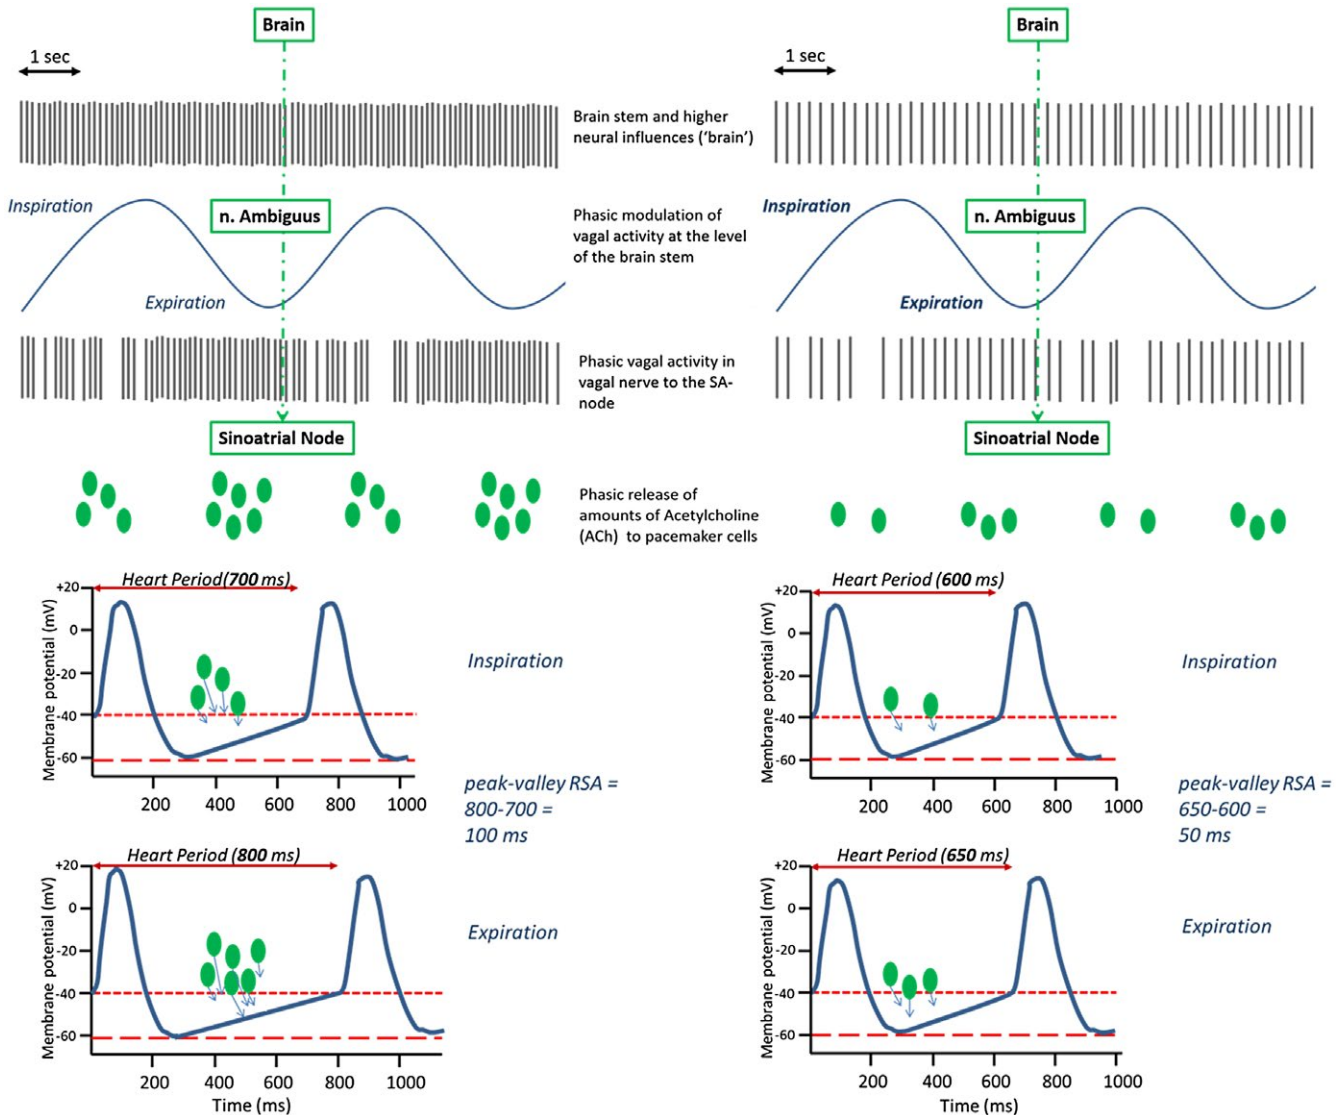 Brain
Brain
1 sec
1 sec
Brain stem and higher
neural influences ('brain')
Inspiration
n. Ambiguus
Phasic modulation of
vagal activity at the level
of the brain stem
Expiration
Inspiration
n. Ambiguus
Expiration
Phasic vagal activity in
vagal nerve to the SA-
node
Sinoatrial Node
Sinoatrial Node
Phasic release of
amounts of Acetylcholine
(ACh) to pacemaker cells
Heart Period(700 ms)
Membrane potential (mV)
+20
0
-20
-40
-60
200 400 600 800 1000
Inspiration
peak-valley RSA =
800-700 =
100 ms
Heart Period (600 ms)
Membrane potential (mV)
+20
0
-20
-40
-60
200 400 600 800 1000
Inspiration
peak-valley RSA =
650-600 =
50 ms
Heart Period (800 ms)
Membrane potential (mV)
+20
0
-20
-40
-60
200 400 600 800 1000
Time (ms)
Expiration
Heart Period (650 ms)
Membrane potential (mV)
+20
0
-20
-40
-60
200 400 600 800 1000
Time (ms)
Expiration